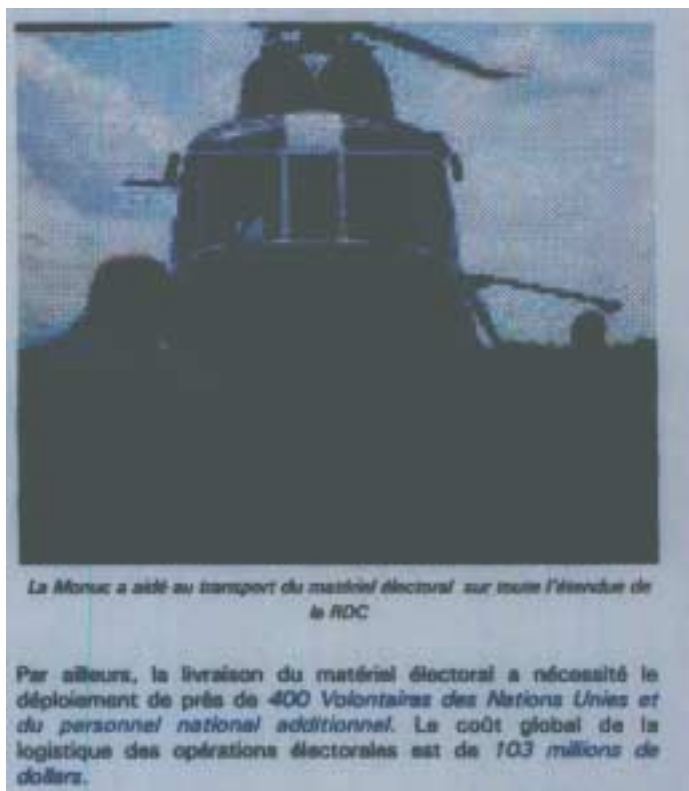 La Monuc a aidé au transport du matériel électoral sur toute l'étendue de
la RDC
Par ailleurs, la livraison du matériel électoral a nécessité le
déploiement de près de 400 Volontaires des Nations Unies et
du personnel national additionnel. Le coût global de la
logistique des opérations électorales est de 103 millions de
dollars.